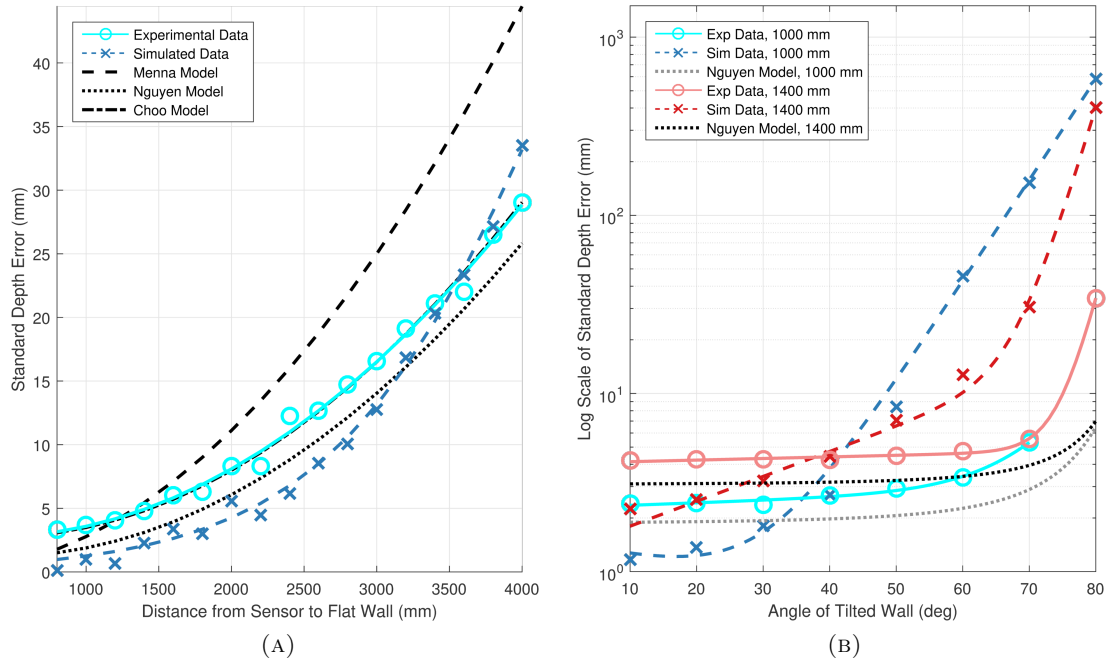 Standard Depth Error (mm)
40
35
30
25
20
15
10
5
0
Experimental Data
Simulated Data
Menna Model
Nguyen Model
Choo Model
1000 1500 2000 2500 3000 3500 4000
Distance from Sensor to Flat Wall (mm)
(A)
Log Scale of Standard Depth Error (mm)
10³
10²
10¹
10⁰
Exp Data, 1000 mm
Sim Data, 1000 mm
Nguyen Model, 1000 mm
Exp Data, 1400 mm
Sim Data, 1400 mm
Nguyen Model, 1400 mm
10 20 30 40 50 60 70 80
Angle of Tilted Wall (deg)
(B)